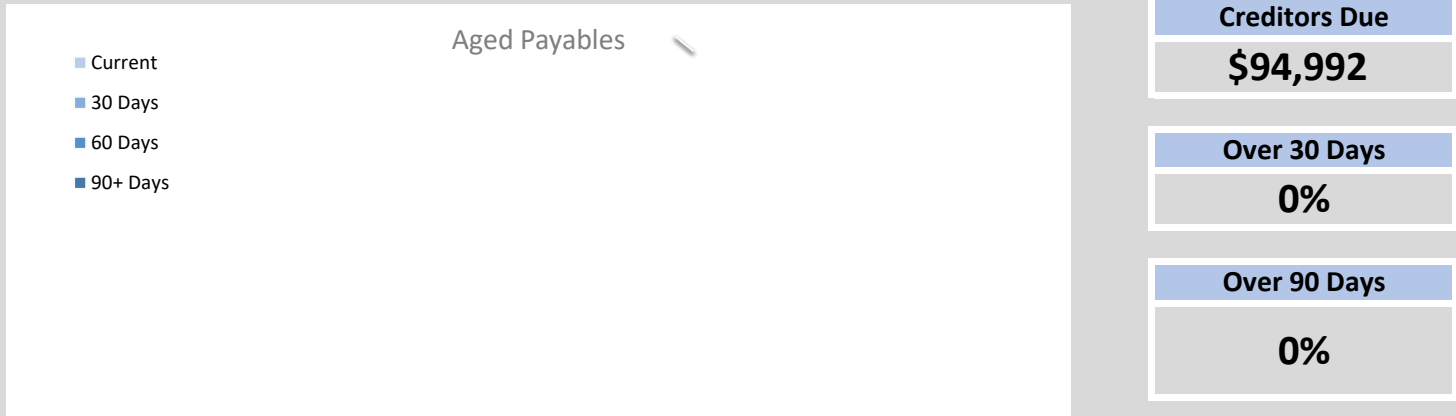 Aged Payables
Current
30 Days
60 Days
90+ Days
Creditors Due
$94,992
Over 30 Days
0%
Over 90 Days
0%